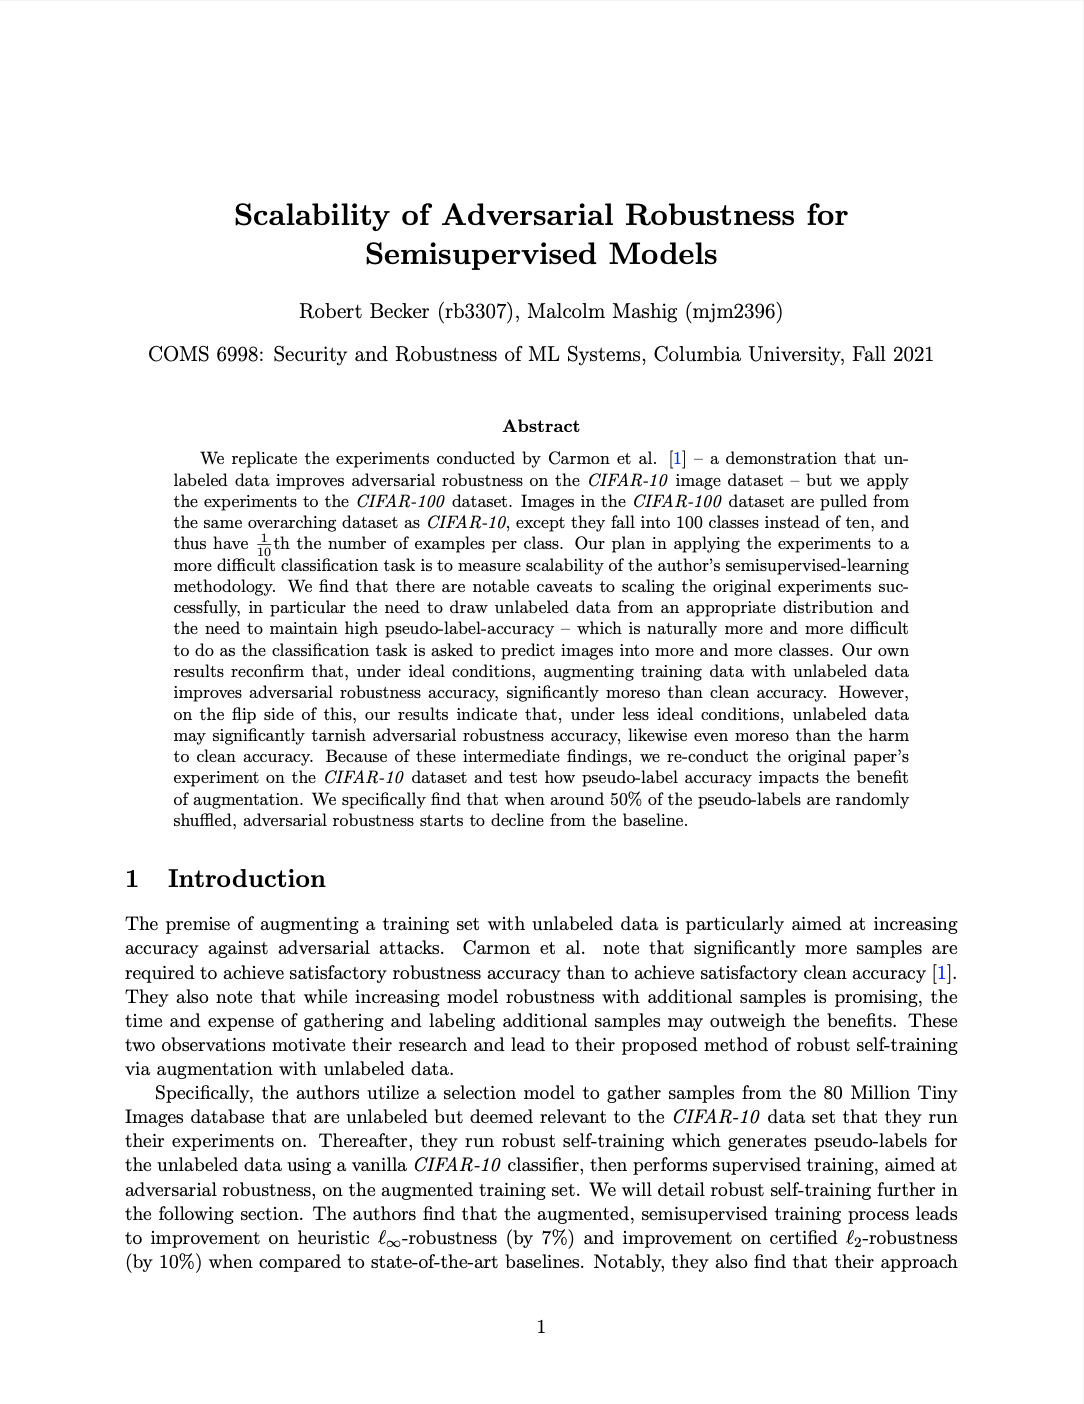 Scalability of Adversarial Robustness for
Semisupervised Models
Robert Becker (rb3307), Malcolm Mashig (mjm2396)
COMS 6998: Security and Robustness of ML Systems, Columbia University, Fall 2021
Abstract
We replicate the experiments conducted by Carmon et al. [1] – a demonstration that un-
labeled data improves adversarial robustness on the CIFAR-10 image dataset – but we apply
the experiments to the CIFAR-100 dataset. Images in the CIFAR-100 dataset are pulled from
the same overarching dataset as CIFAR-10, except they fall into 100 classes instead of ten, and
thus have 1/10th the number of examples per class. Our plan in applying the experiments to a
more difficult classification task is to measure scalability of the author's semisupervised-learning
methodology. We find that there are notable caveats to scaling the original experiments suc-
cessfully, in particular the need to draw unlabeled data from an appropriate distribution and
the need to maintain high pseudo-label-accuracy – which is naturally more and more difficult
to do as the classification task is asked to predict images into more and more classes. Our own
results reconfirm that, under ideal conditions, augmenting training data with unlabeled data
improves adversarial robustness accuracy, significantly moreso than clean accuracy. However,
on the flip side of this, our results indicate that, under less ideal conditions, unlabeled data
may significantly tarnish adversarial robustness accuracy, likewise even moreso than the harm
to clean accuracy. Because of these intermediate findings, we re-conduct the original paper's
experiment on the CIFAR-10 dataset and test how pseudo-label accuracy impacts the benefit
of augmentation. We specifically find that when around 50% of the pseudo-labels are randomly
shuffled, adversarial robustness starts to decline from the baseline.
1 Introduction
The premise of augmenting a training set with unlabeled data is particularly aimed at increasing
accuracy against adversarial attacks. Carmon et al. note that significantly more samples are
required to achieve satisfactory robustness accuracy than to achieve satisfactory clean accuracy [1].
They also note that while increasing model robustness with additional samples is promising, the
time and expense of gathering and labeling additional samples may outweigh the benefits. These
two observations motivate their research and lead to their proposed method of robust self-training
via augmentation with unlabeled data.
Specifically, the authors utilize a selection model to gather samples from the 80 Million Tiny
Images database that are unlabeled but deemed relevant to the CIFAR-10 data set that they run
their experiments on. Thereafter, they run robust self-training which generates pseudo-labels for
the unlabeled data using a vanilla CIFAR-10 classifier, then performs supervised training, aimed at
adversarial robustness, on the augmented training set. We will detail robust self-training further in
the following section. The authors find that the augmented, semisupervised training process leads
to improvement on heuristic ℓ∞-robustness (by 7%) and improvement on certified ℓ2-robustness
(by 10%) when compared to state-of-the-art baselines. Notably, they also find that their approach
1